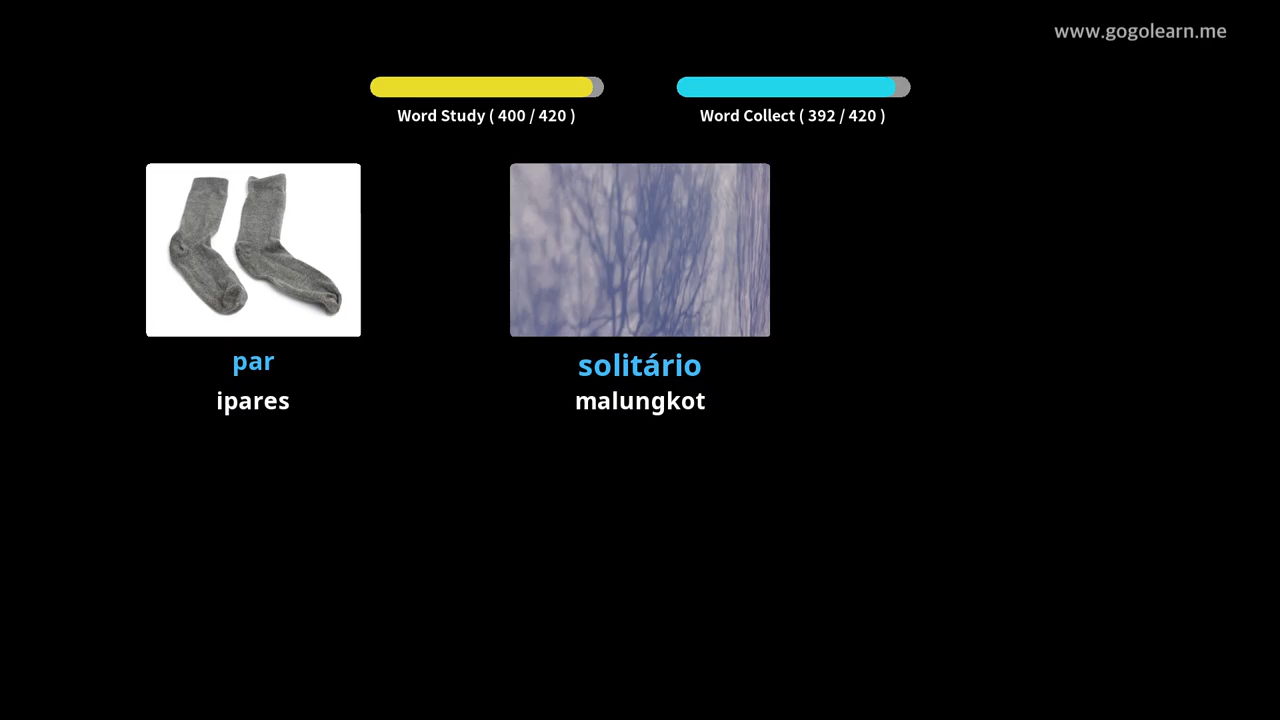 www.gogolearn.me
Word Study ( 400 / 420 )
Word Collect ( 392 / 420 )
par
ipares
solitário
malungkot